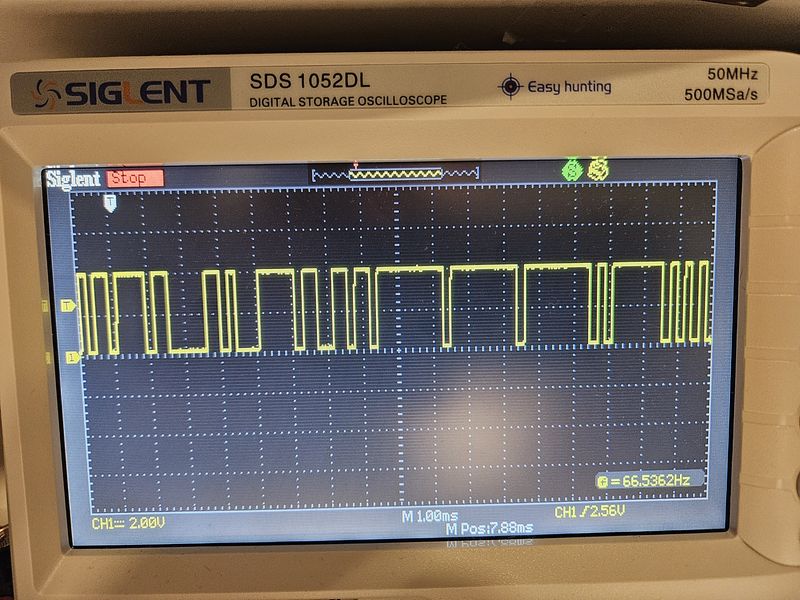 SIGLENT
SDS 1052DL
DIGITAL STORAGE OSCILLOSCOPE
Easy hunting
50MHz
500MSa/s
Siglent Stop
T
T
1
= 66.5362Hz
CH1 2.00V
M 1.00ms
M Pos:7.88ms
CH1 2.56V